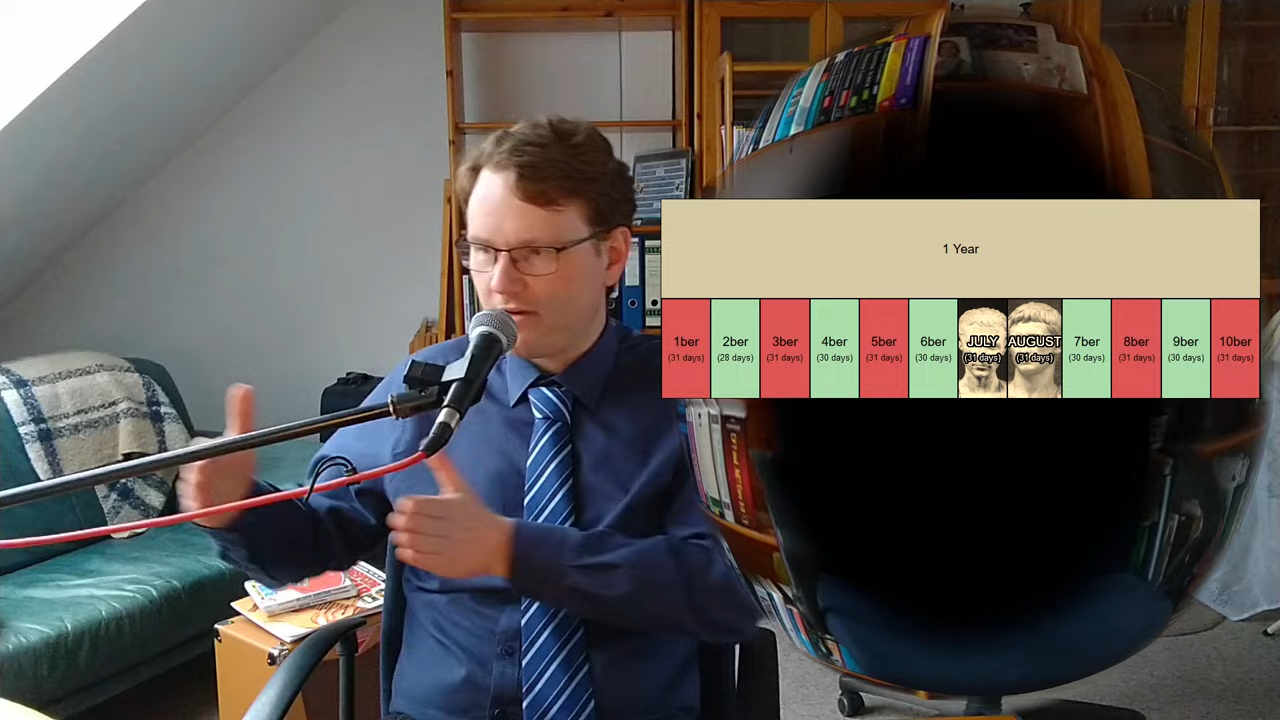 1 Year
1ber 2ber 3ber 4ber 5ber 6ber JULY AUGUST 7ber 8ber 9ber 10ber
(31 days) (28 days) (31 days) (30 days) (31 days) (30 days) (31 days) (31 days) (30 days) (31 days) (30 days) (31 days)